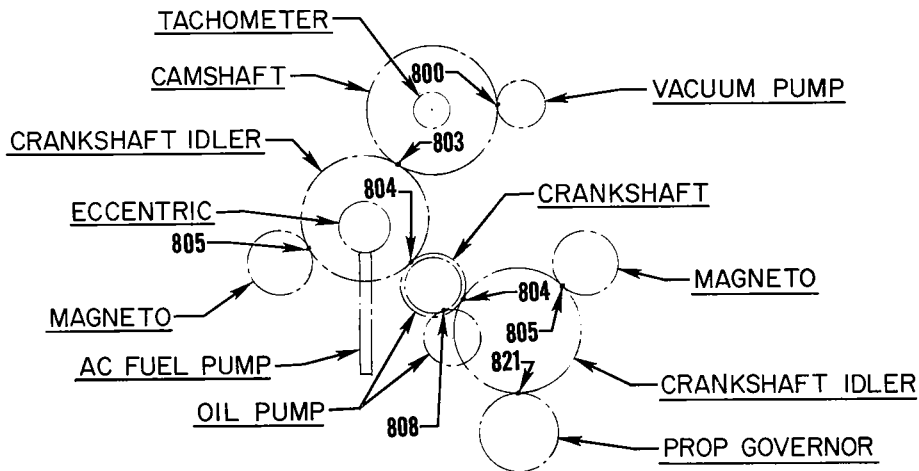 TACHOMETER
CAMSHAFT
800
VACUUM PUMP
CRANKSHAFT IDLER
803
804
CRANKSHAFT
ECCENTRIC
805
804
MAGNETO
MAGNETO
805
821
AC FUEL PUMP
CRANKSHAFT IDLER
OIL PUMP
808
PROP GOVERNOR